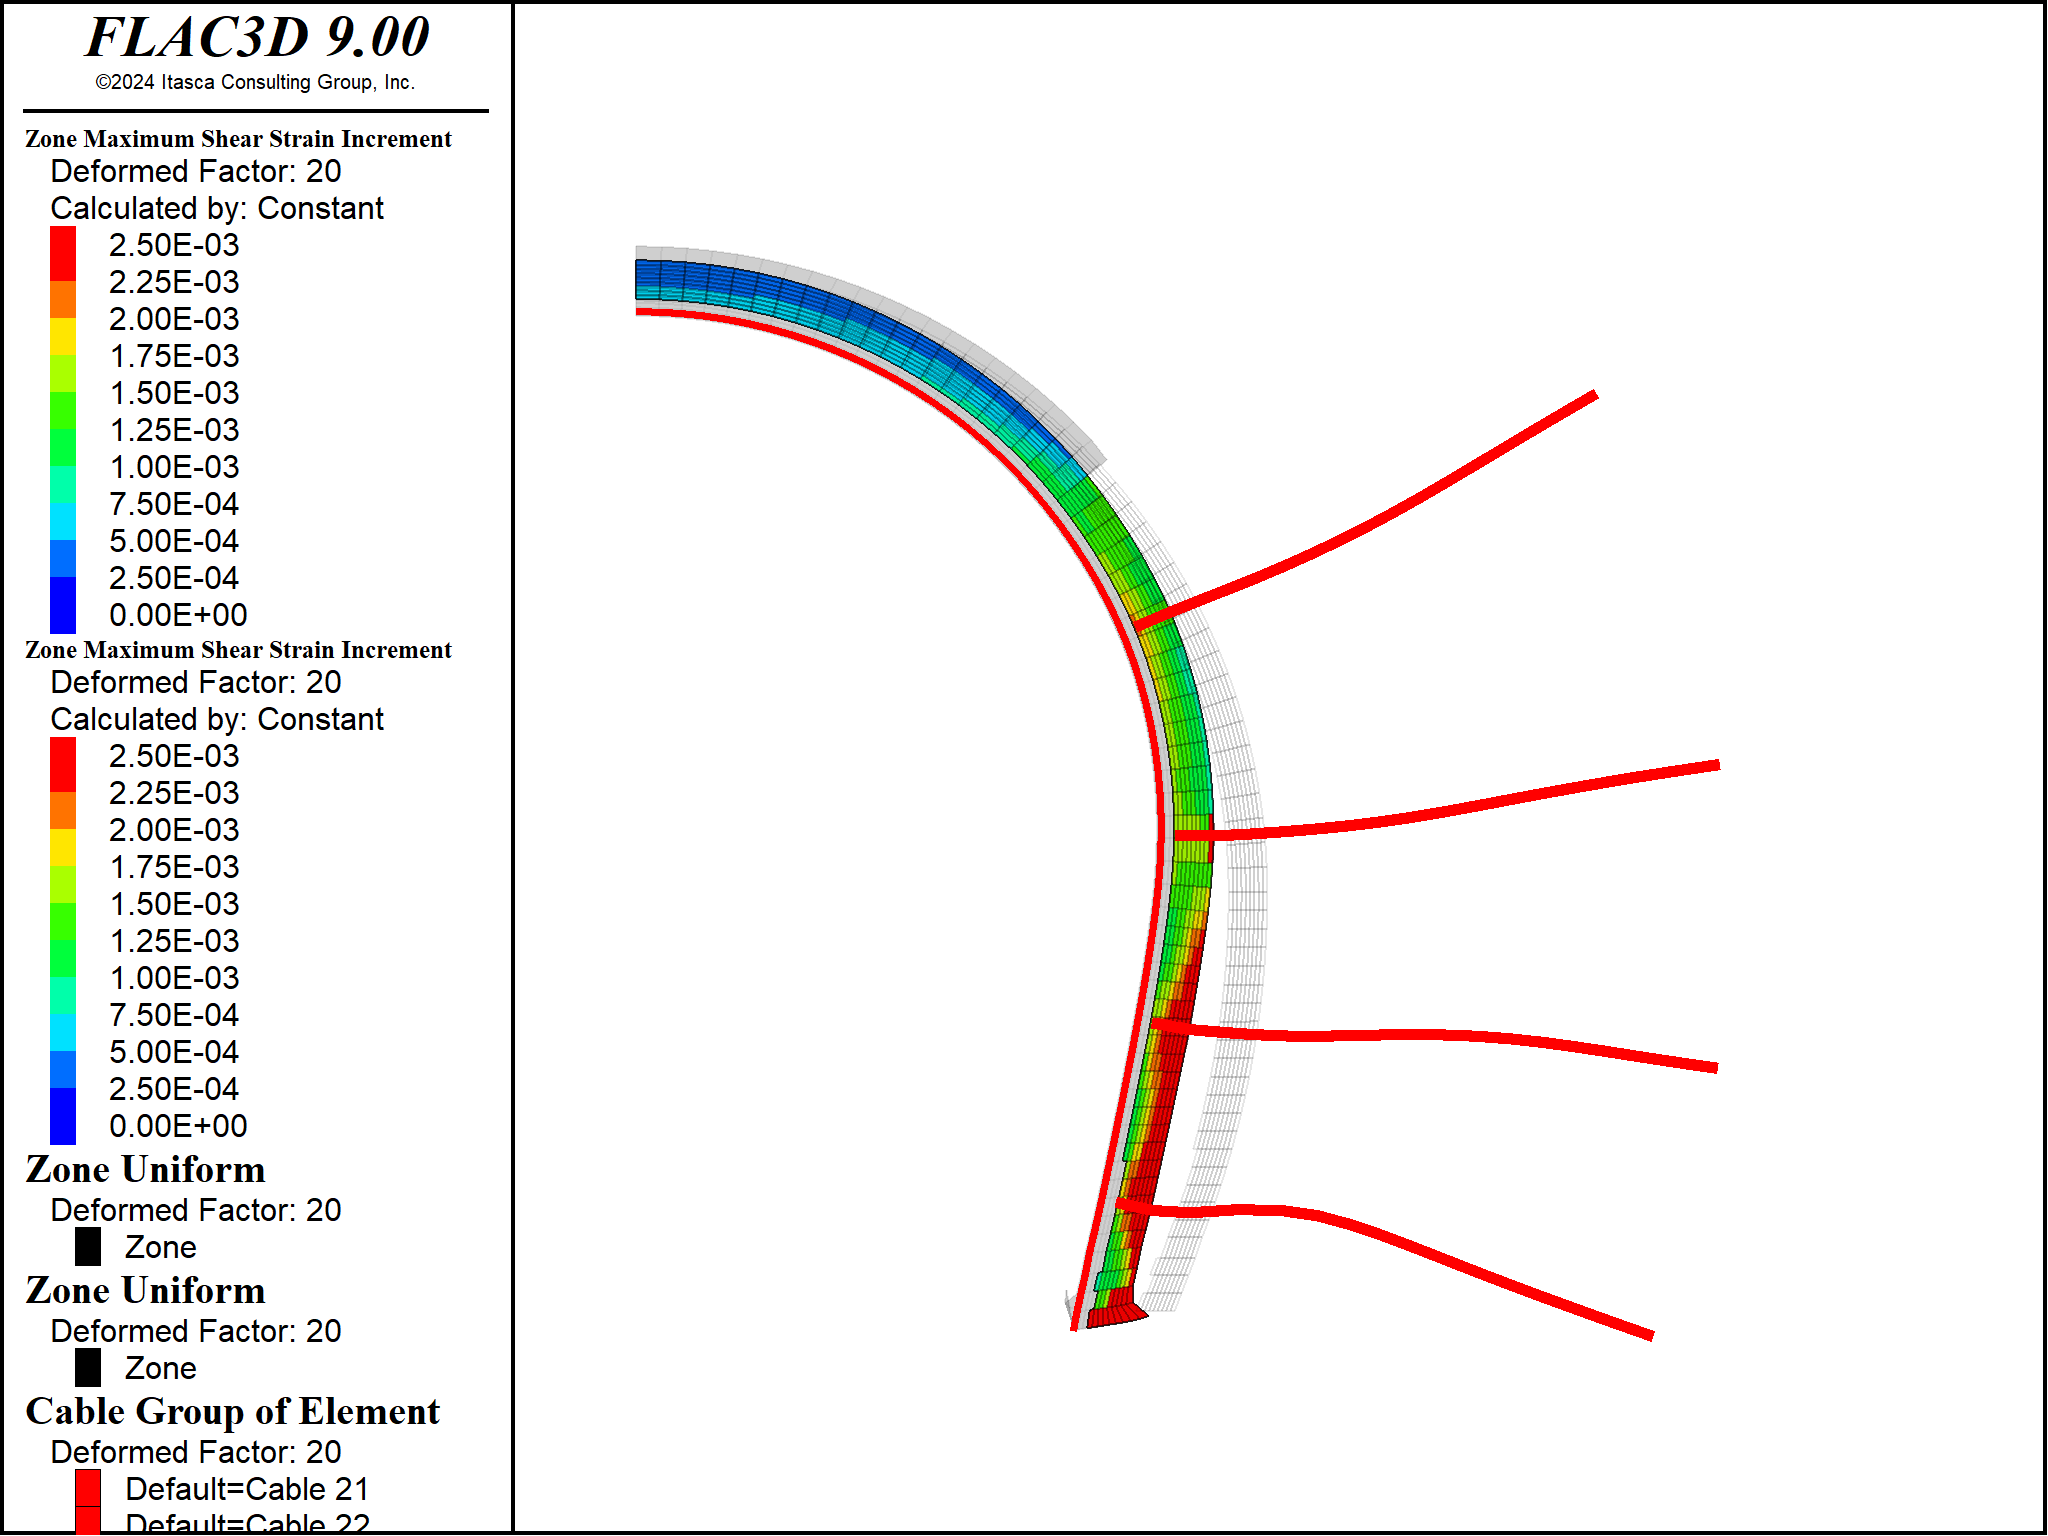 FLAC3D 9.00
©2024 Itasca Consulting Group, Inc.
Zone Maximum Shear Strain Increment
Deformed Factor: 20
Calculated by: Constant
2.50E-03
2.25E-03
2.00E-03
1.75E-03
1.50E-03
1.25E-03
1.00E-03
7.50E-04
5.00E-04
2.50E-04
0.00E+00
Zone Maximum Shear Strain Increment
Deformed Factor: 20
Calculated by: Constant
2.50E-03
2.25E-03
2.00E-03
1.75E-03
1.50E-03
1.25E-03
1.00E-03
7.50E-04
5.00E-04
2.50E-04
0.00E+00
Zone Uniform
Deformed Factor: 20
Zone
Zone Uniform
Deformed Factor: 20
Zone
Cable Group of Element
Deformed Factor: 20
Default=Cable 21
Default=Cable 22